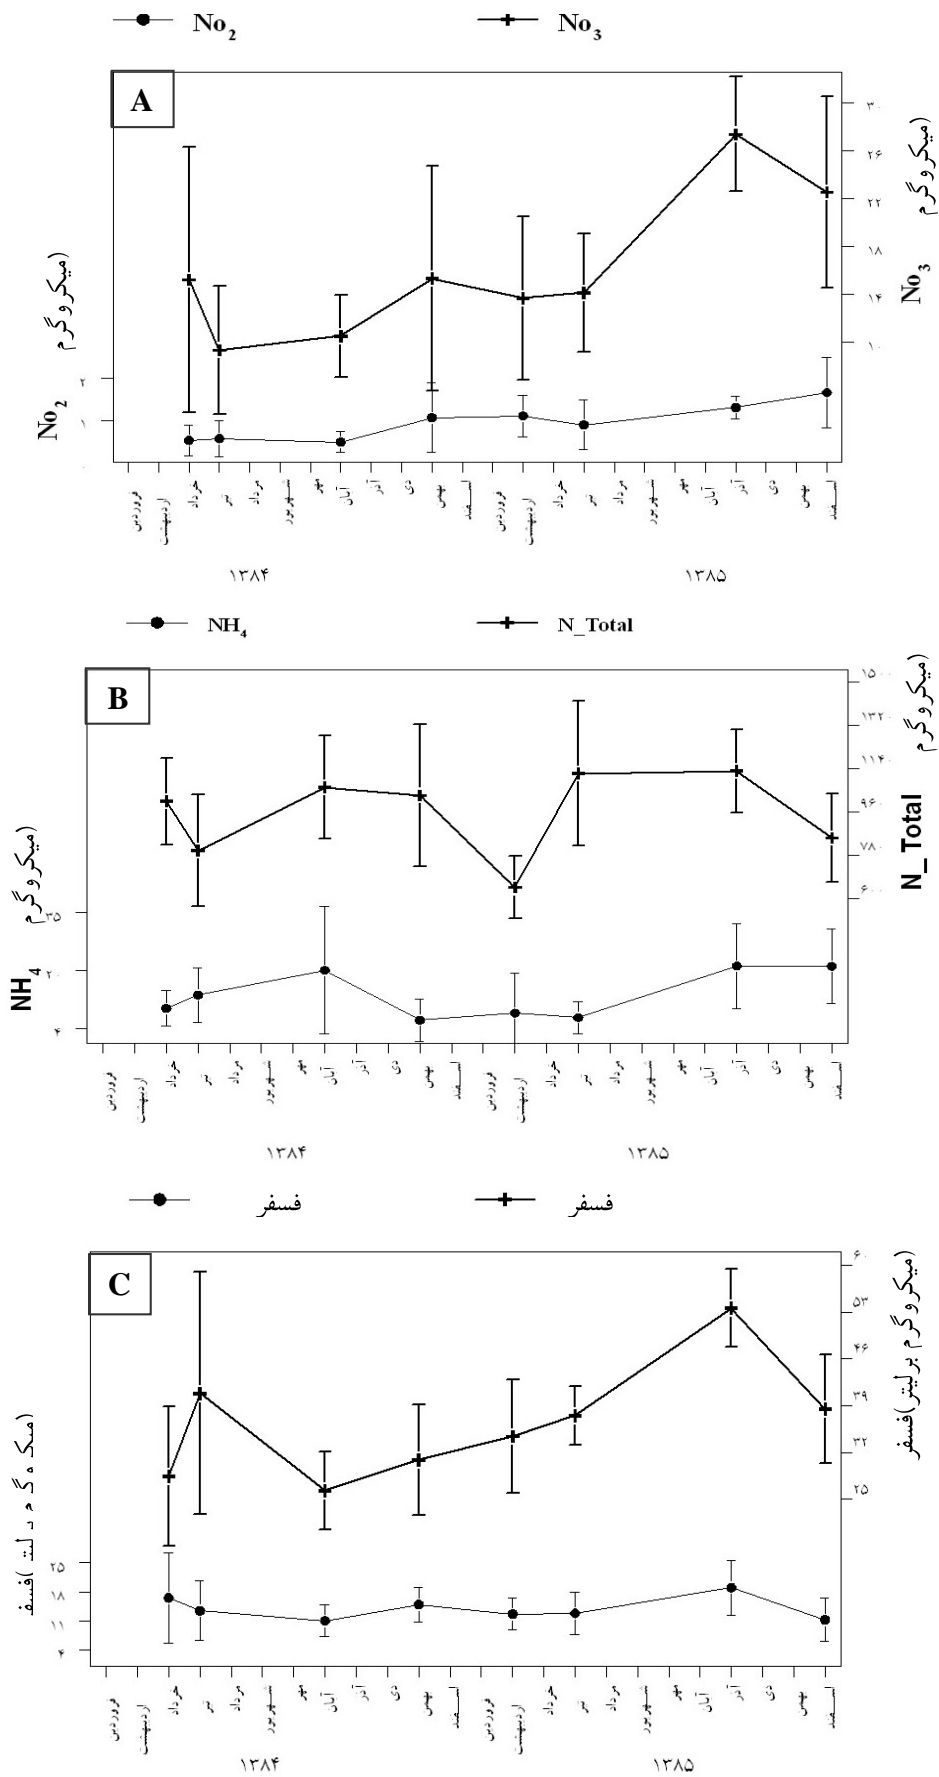 No2 No3
A
(میکروگرم)
No2
(میکروگرم)
No3
۳۰
۲۶
۲۲
۱۸
۱۴
۱۰
۲
۱
فروردین اردیبهشت خرداد تیر مرداد شهریور مهر آبان آذر دی بهمن اسفند فروردین اردیبهشت خرداد تیر مرداد شهریور مهر آبان آذر دی بهمن اسفند
۱۳۸۴ ۱۳۸۵
NH4 N_Total
B
(میکروگرم)
NH4
(میکروگرم)
N_Total
۱۵۰۰
۱۳۲۰
۱۱۴۰
۹۶۰
۷۸۰
۶۰۰
۳۵
۲۰
۴
فروردین اردیبهشت خرداد تیر مرداد شهریور مهر آبان آذر دی بهمن اسفند فروردین اردیبهشت خرداد تیر مرداد شهریور مهر آبان آذر دی بهمن اسفند
۱۳۸۴ ۱۳۸۵
فسفر فسفر
C
فسفر(میکروگرم برلیتر)
۶۰
۵۳
۴۶
۳۹
۳۲
۲۵
۲۵
۱۸
۱۱
۴
فروردین اردیبهشت خرداد تیر مرداد شهریور مهر آبان آذر دی بهمن اسفند فروردین اردیبهشت خرداد تیر مرداد شهریور مهر آبان آذر دی بهمن اسفند
۱۳۸۴ ۱۳۸۵